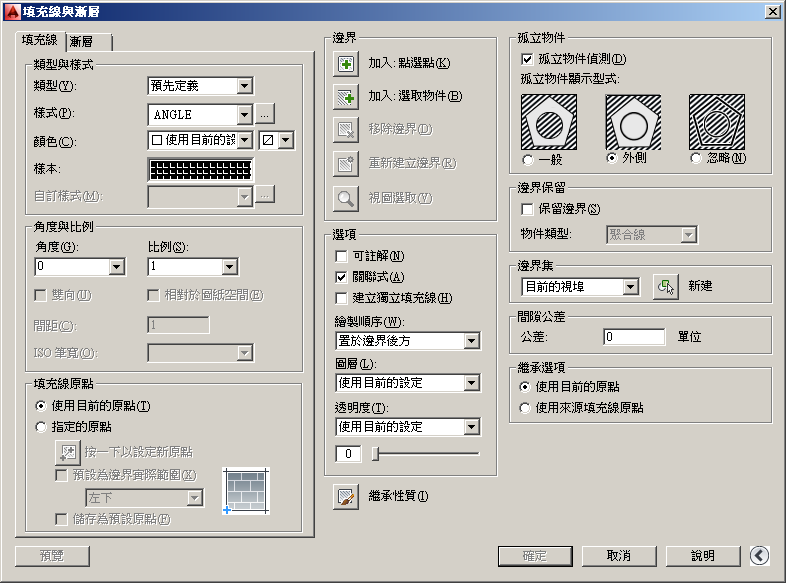 填充線與漸層
填充線
漸層
類型與樣式
類型(Y):
預先定義
樣式(P):
ANGLE
...
顏色(C):
使用目前的設
樣本:
自訂樣式(M):
...
角度與比例
角度(G):
比例(S):
0
1
雙向(U)
相對於圖紙空間(E)
間距(C):
1
ISO 筆寬(O):
填充線原點
使用目前的原點(T)
指定的原點
按一下以設定新原點
預設為邊界實際範圍(X)
左下
儲存為預設原點(F)
預覽
邊界
加入: 點選點(K)
加入: 選取物件(B)
移除邊界(D)
重新建立邊界(R)
視圖選取(V)
選項
可註解(N)
關聯式(A)
建立獨立填充線(H)
繪製順序(W):
置於邊界後方
圖層(L):
使用目前的設定
透明度(T):
使用目前的設定
0
繼承性質(I)
孤立物件
孤立物件偵測(D)
孤立物件顯示型式:
一般
外側
忽略(N)
邊界保留
保留邊界(S)
物件類型:
聚合線
邊界集
目前的視埠
新建
間隙公差
公差:
0
單位
繼承選項
使用目前的原點
使用來源填充線原點
確定
取消
說明